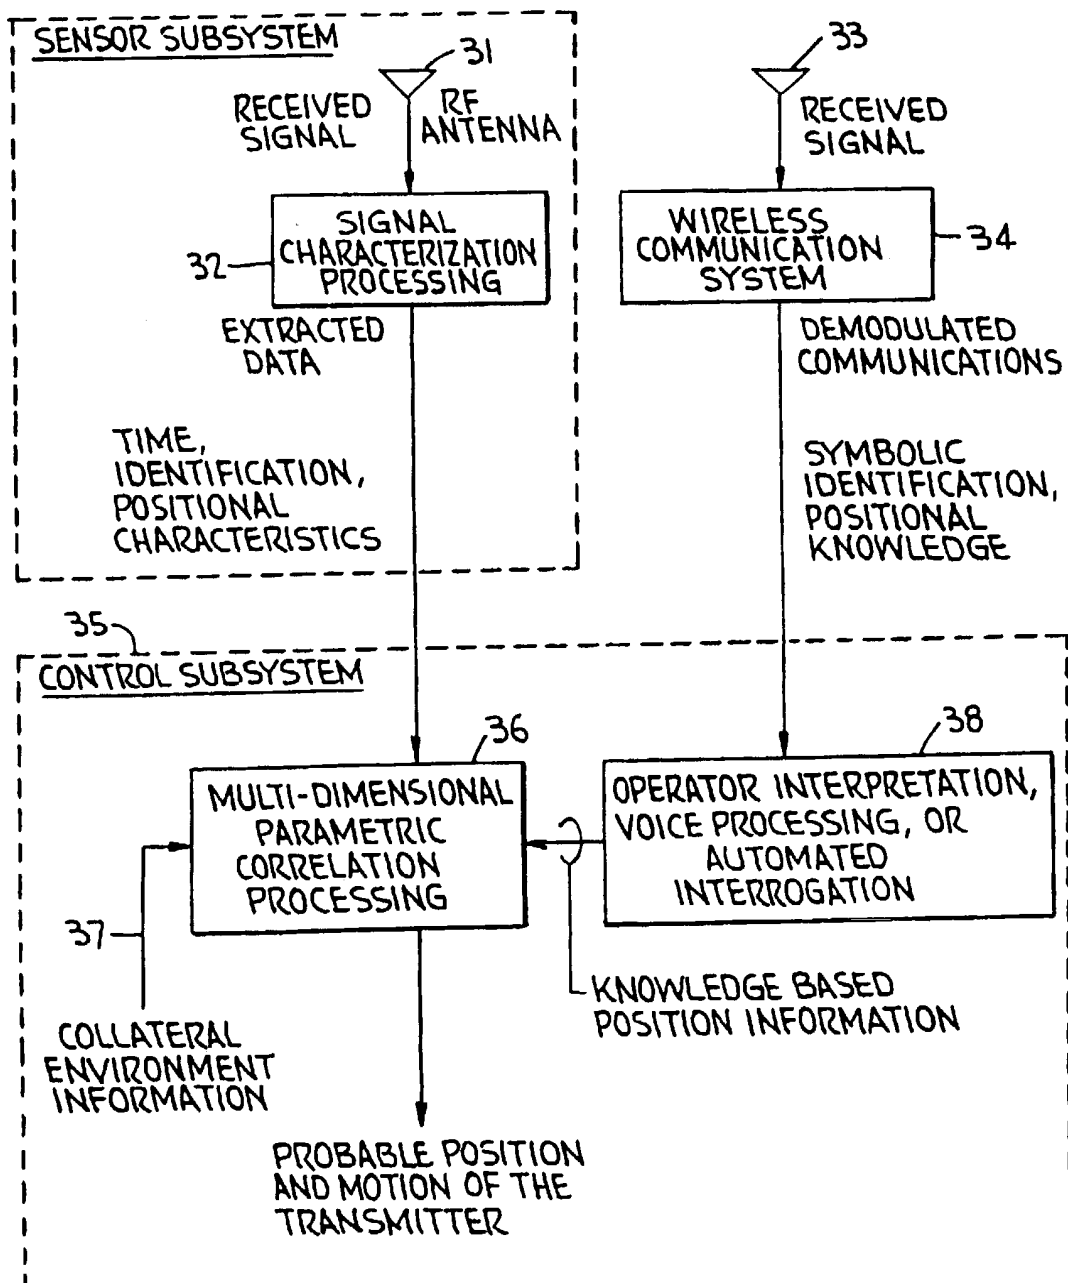 SENSOR SUBSYSTEM
31
RECEIVED
SIGNAL
RF
ANTENNA
SIGNAL
CHARACTERIZATION
PROCESSING
32
EXTRACTED
DATA
TIME,
IDENTIFICATION,
POSITIONAL
CHARACTERISTICS
33
RECEIVED
SIGNAL
WIRELESS
COMMUNICATION
SYSTEM
34
DEMODULATED
COMMUNICATIONS
SYMBOLIC
IDENTIFICATION,
POSITIONAL
KNOWLEDGE
35
CONTROL SUBSYSTEM
36
MULTI-DIMENSIONAL
PARAMETRIC
CORRELATION
PROCESSING
38
OPERATOR INTERPRETATION,
VOICE PROCESSING, OR
AUTOMATED
INTERROGATION
37
COLLATERAL
ENVIRONMENT
INFORMATION
KNOWLEDGE BASED
POSITION INFORMATION
PROBABLE POSITION
AND MOTION OF THE
TRANSMITTER